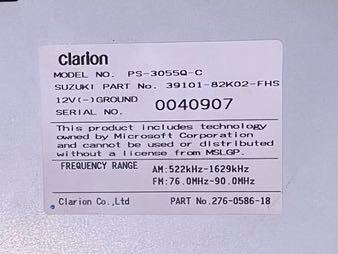 clarion
MODEL NO. PS-3055Q-C
SUZUKI PART No. 39101-82K02-FHS
12V(-)GROUND
SERIAL NO. 0040907
This product includes technology
owned by Microsoft Corporation
and cannot be used or distributed
without a license from MSLGP.
FREQUENCY RANGE AM:522kHz-1629kHz
FM:76.0MHz-90.0MHz
Clarion Co.,Ltd PART No.276-0586-18